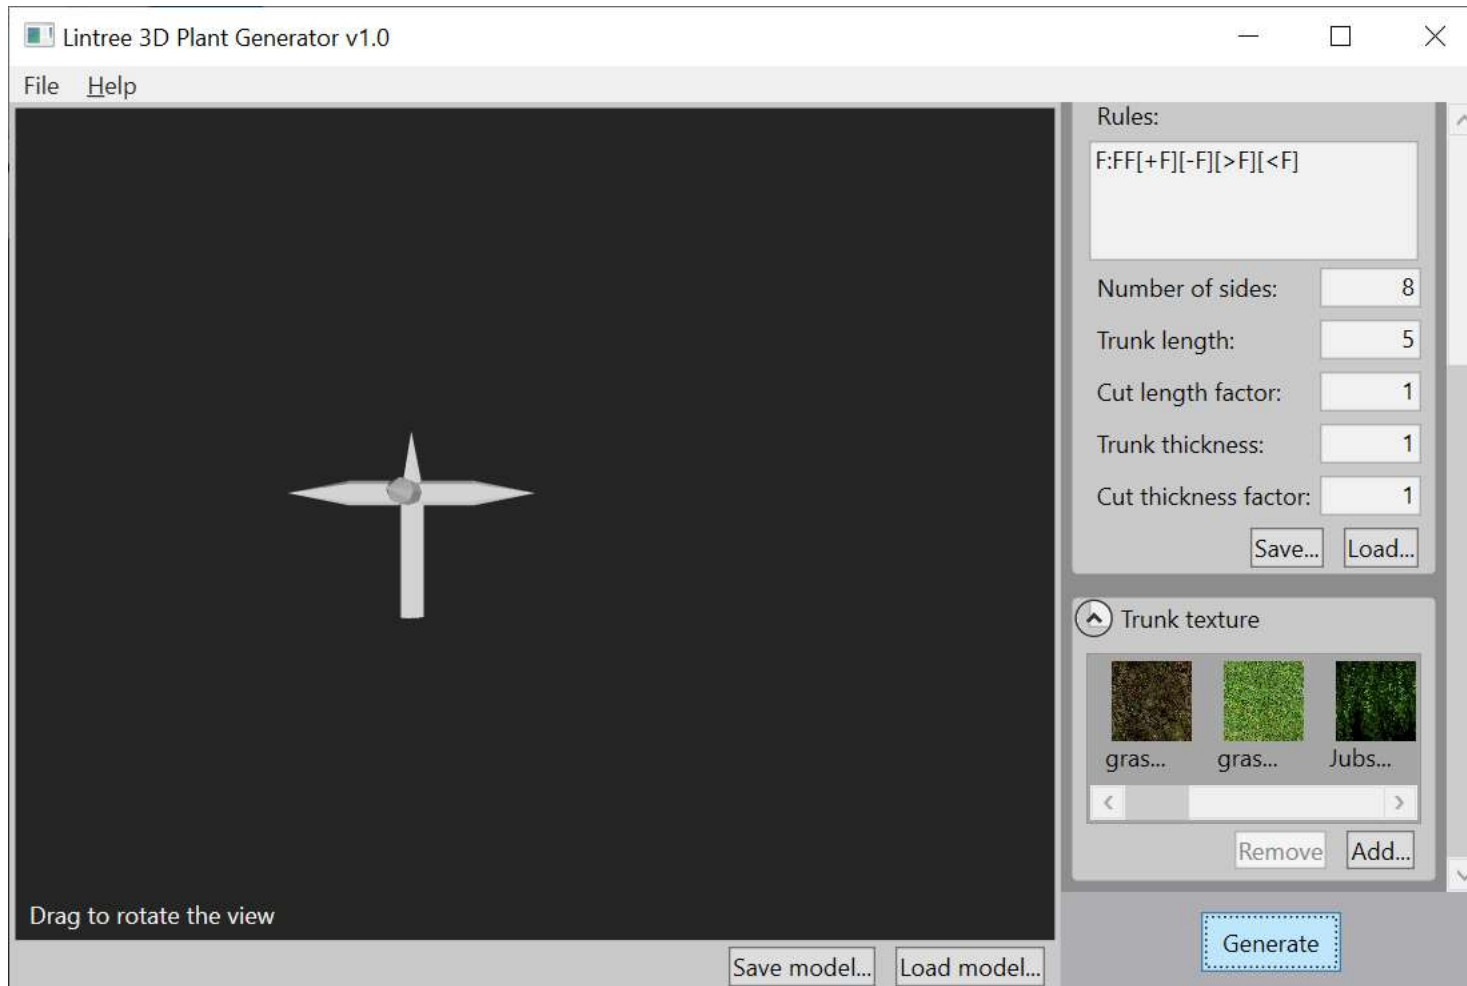 Lintree 3D Plant Generator v1.0
File Help
Rules:
F:FF[+F][-F][>F][<F]
Number of sides: 8
Trunk length: 5
Cut length factor: 1
Trunk thickness: 1
Cut thickness factor: 1
Save... Load...
Trunk texture
gras... gras... Jubs...
Remove Add...
Drag to rotate the view
Generate
Save model... Load model...